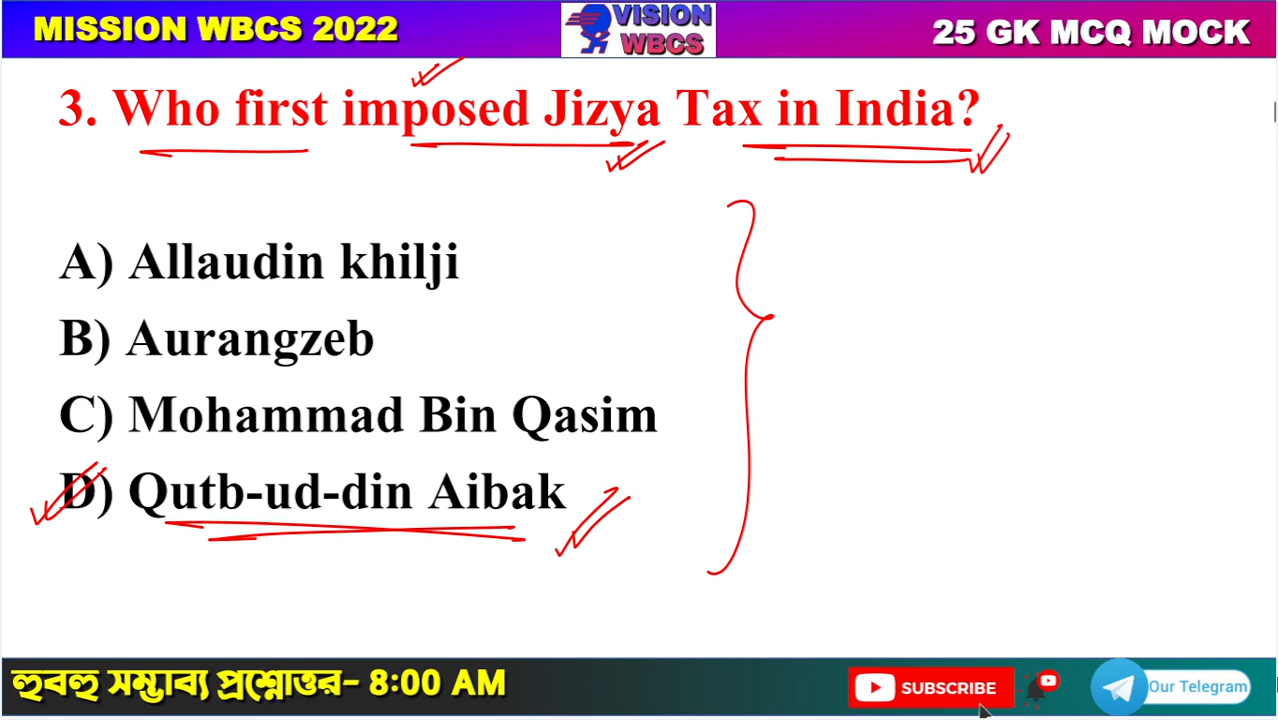 MISSION WBCS 2022
VISION
WBCS
25 GK MCQ MOCK
3. Who first imposed Jizya Tax in India?
A) Allaudin khilji
B) Aurangzeb
C) Mohammad Bin Qasim
D) Qutb-ud-din Aibak
হুবহু সম্ভাব্য প্রশ্নোত্তর- 8:00 AM
SUBSCRIBE
Our Telegram